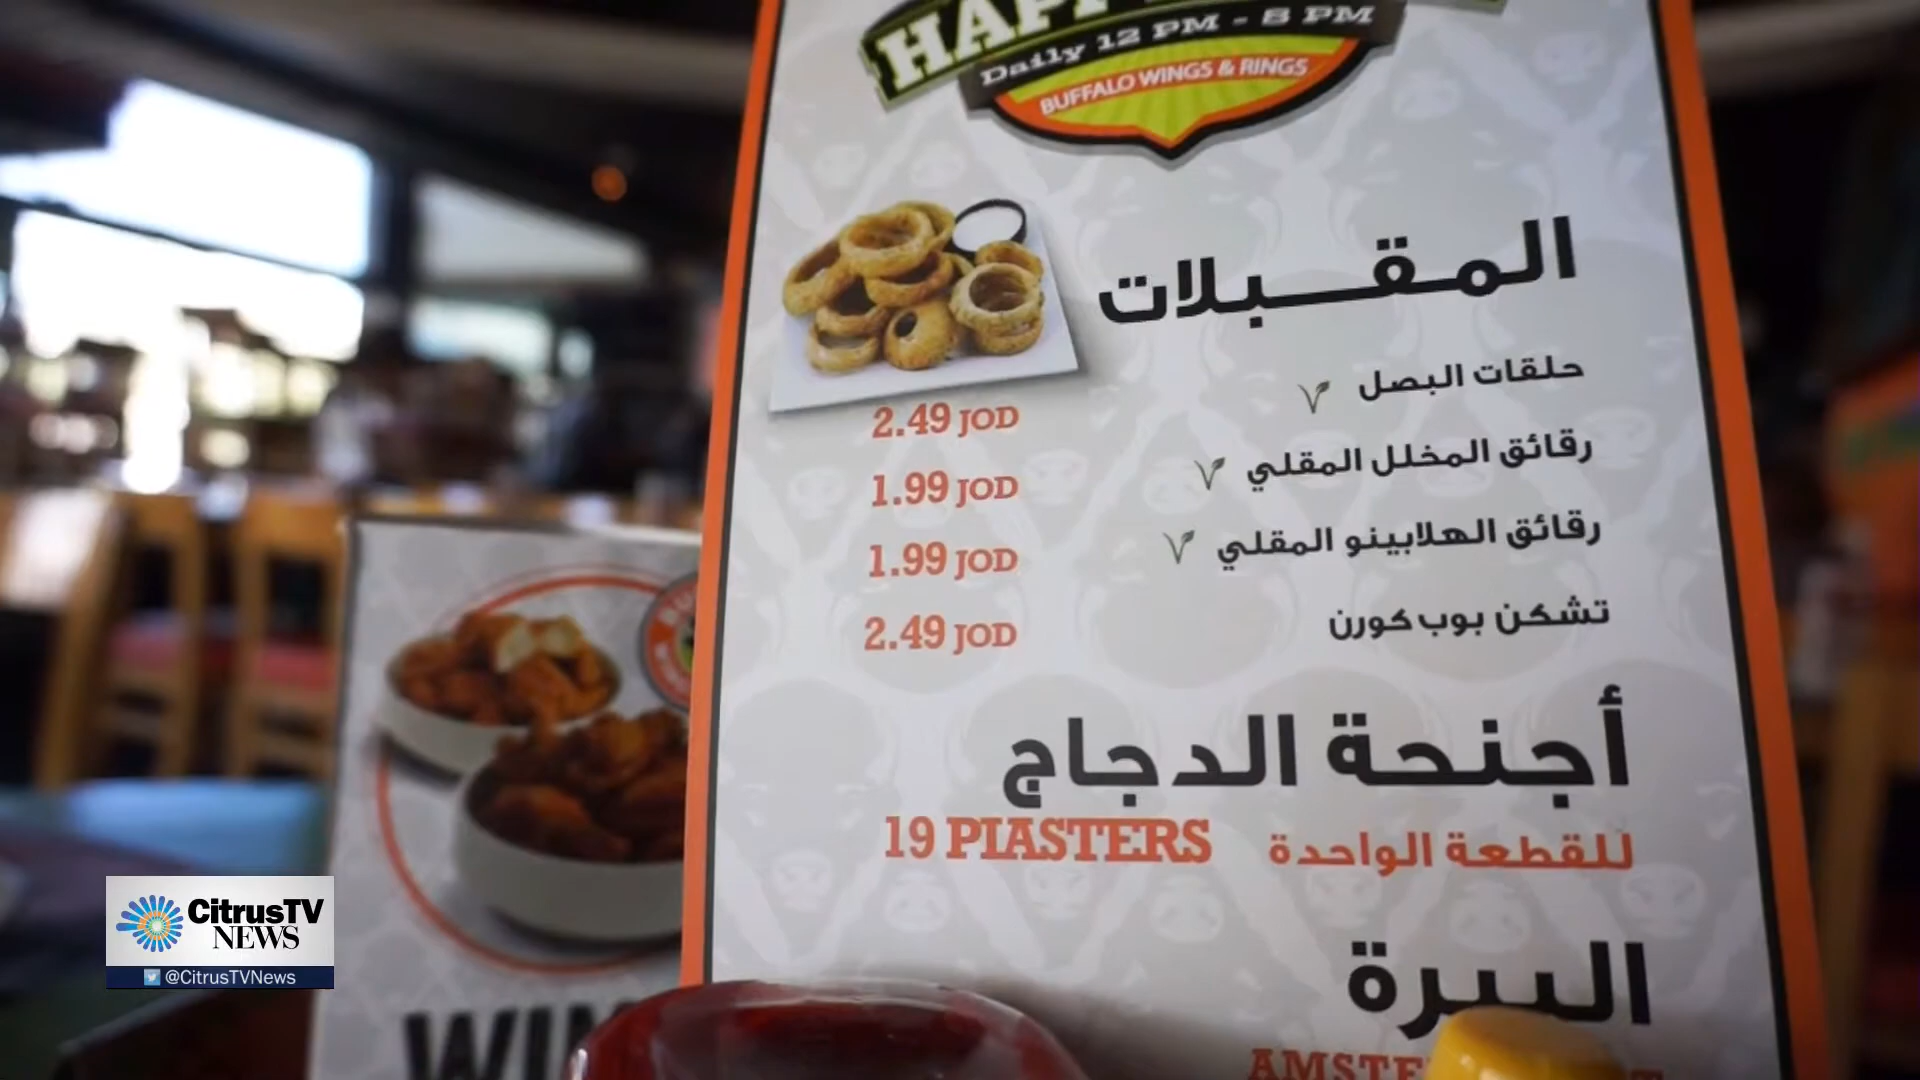 Daily 12 PM - 8 PM
BUFFALO WINGS & RINGS
المقبلات
حلقات البصل 2.49 JOD
رقائق المخلل المقلي 1.99 JOD
رقائق الهلابينو المقلي 1.99 JOD
تشكن بوب كورن 2.49 JOD
أجنحة الدجاج
للقطعة الواحدة 19 PIASTERS
البيرة
CitrusTV
NEWS
@CitrusTVNews